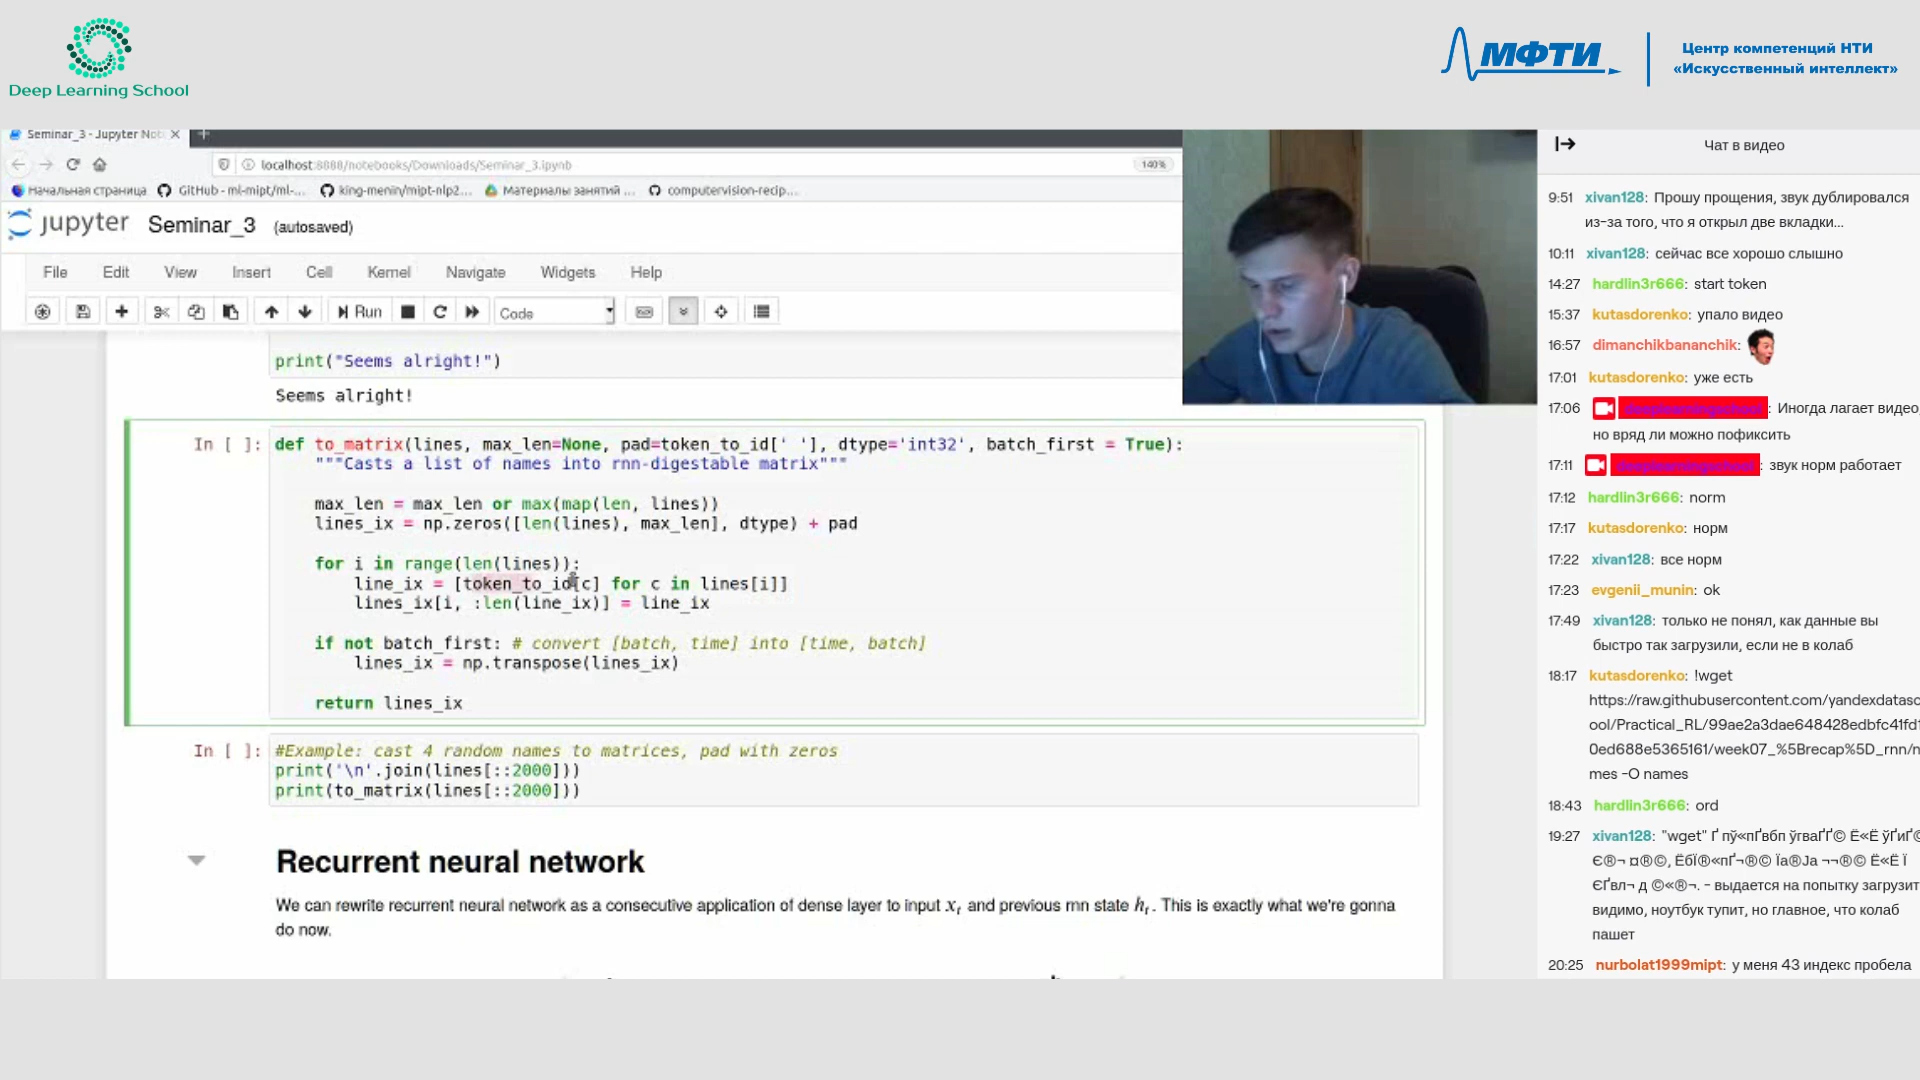 Deep Learning School
МФТИ
Центр компетенций НТИ
«Искусственный интеллект»
Seminar_3 - Jupyter Not
localhost:8888/notebooks/Downloads/Seminar_3.ipynb
140%
Начальная страница
GitHub - ml-mipt/ml-...
king-menin/mipt-nlp2...
Материалы занятий ...
computervision-recip...
jupyter
Seminar_3
(autosaved)
File Edit View Insert Cell Kernel Navigate Widgets Help
Run
Code
print("Seems alright!")
Seems alright!
In [ ]: def to_matrix(lines, max_len=None, pad=token_to_id[' '], dtype='int32', batch_first = True):
"""Casts a list of names into rnn-digestable matrix"""
max_len = max_len or max(map(len, lines))
lines_ix = np.zeros([len(lines), max_len], dtype) + pad
for i in range(len(lines)):
line_ix = [token_to_id[c] for c in lines[i]]
lines_ix[i, :len(line_ix)] = line_ix
if not batch_first: # convert [batch, time] into [time, batch]
lines_ix = np.transpose(lines_ix)
return lines_ix
In [ ]: #Example: cast 4 random names to matrices, pad with zeros
print('\n'.join(lines[::2000]))
print(to_matrix(lines[::2000]))
Recurrent neural network
We can rewrite recurrent neural network as a consecutive application of dense layer to input x_t and previous rnn state h_t. This is exactly what we're gonna
do now.
Чат в видео
9:51 xivan128: Прошу прощения, звук дублировался
из-за того, что я открыл две вкладки...
10:11 xivan128: сейчас все хорошо слышно
14:27 hardlin3r666: start token
15:37 kutasdorenko: упало видео
16:57 dimanchikbananchik:
17:01 kutasdorenko: уже есть
17:06 deeplearningschool: Иногда лагает видео,
но вряд ли можно пофиксить
17:11 deeplearningschool: звук норм работает
17:12 hardlin3r666: norm
17:17 kutasdorenko: норм
17:22 xivan128: все норм
17:23 evgenii_munin: ok
17:49 xivan128: только не понял, как данные вы
быстро так загрузили, если не в колаб
18:17 kutasdorenko: !wget
https://raw.githubusercontent.com/yandexdatasc
ool/Practical_RL/99ae2a3dae648428edbfc41fd1
0ed688e5365161/week07_%5Brecap%5D_rnn/n
mes -O names
18:43 hardlin3r666: ord
19:27 xivan128: "wget"
- выдается на попытку загрузит
видимо, ноутбук тупит, но главное, что колаб
пашет
20:25 nurbolat1999mipt: у меня 43 индекс пробела